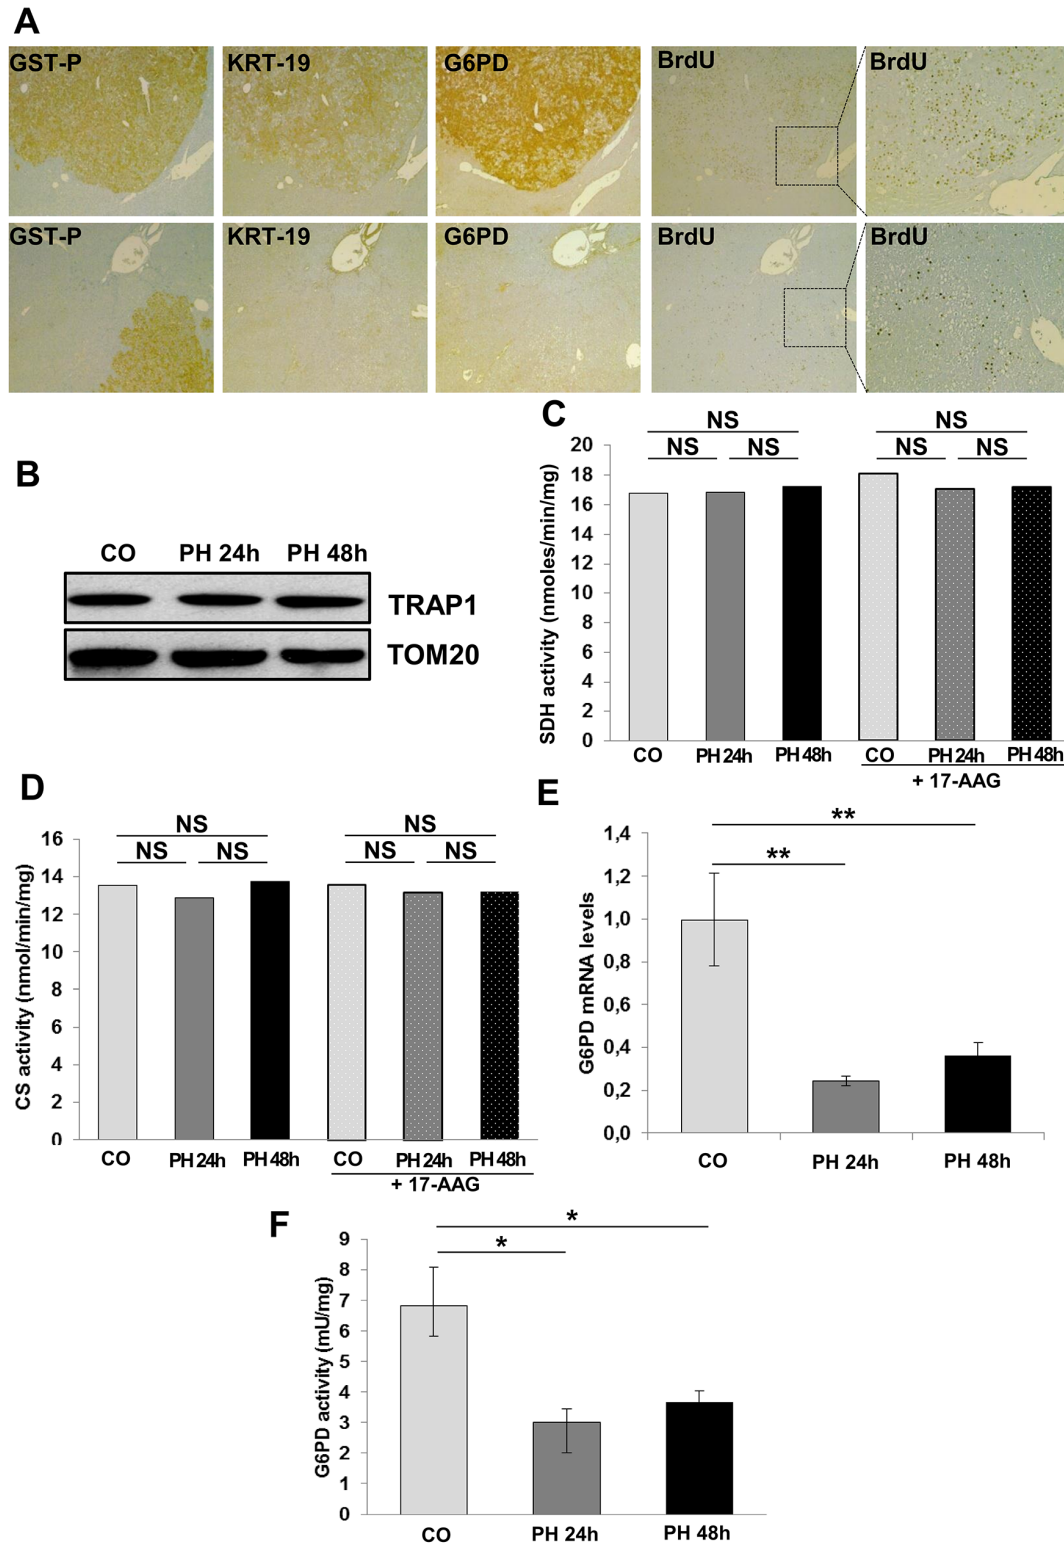 A
GST-P KRT-19 G6PD BrdU BrdU
GST-P KRT-19 G6PD BrdU BrdU
B
CO PH 24h PH 48h
TRAP1
TOM20
C
NS NS
NS NS NS NS
SDH activity (nmoles/min/mg)
20
18
16
14
12
10
8
6
4
2
0
CO PH 24h PH 48h CO PH 24h PH 48h
+ 17-AAG
D
NS NS
NS NS NS NS
CS activity (nmol/min/mg)
16
14
12
10
8
6
4
2
0
CO PH 24h PH 48h CO PH 24h PH 48h
+ 17-AAG
E
**
**
G6PD mRNA levels
1,4
1,2
1,0
0,8
0,6
0,4
0,2
0,0
CO PH 24h PH 48h
F
*
*
G6PD activity (mU/mg)
9
8
7
6
5
4
3
2
1
0
CO PH 24h PH 48h